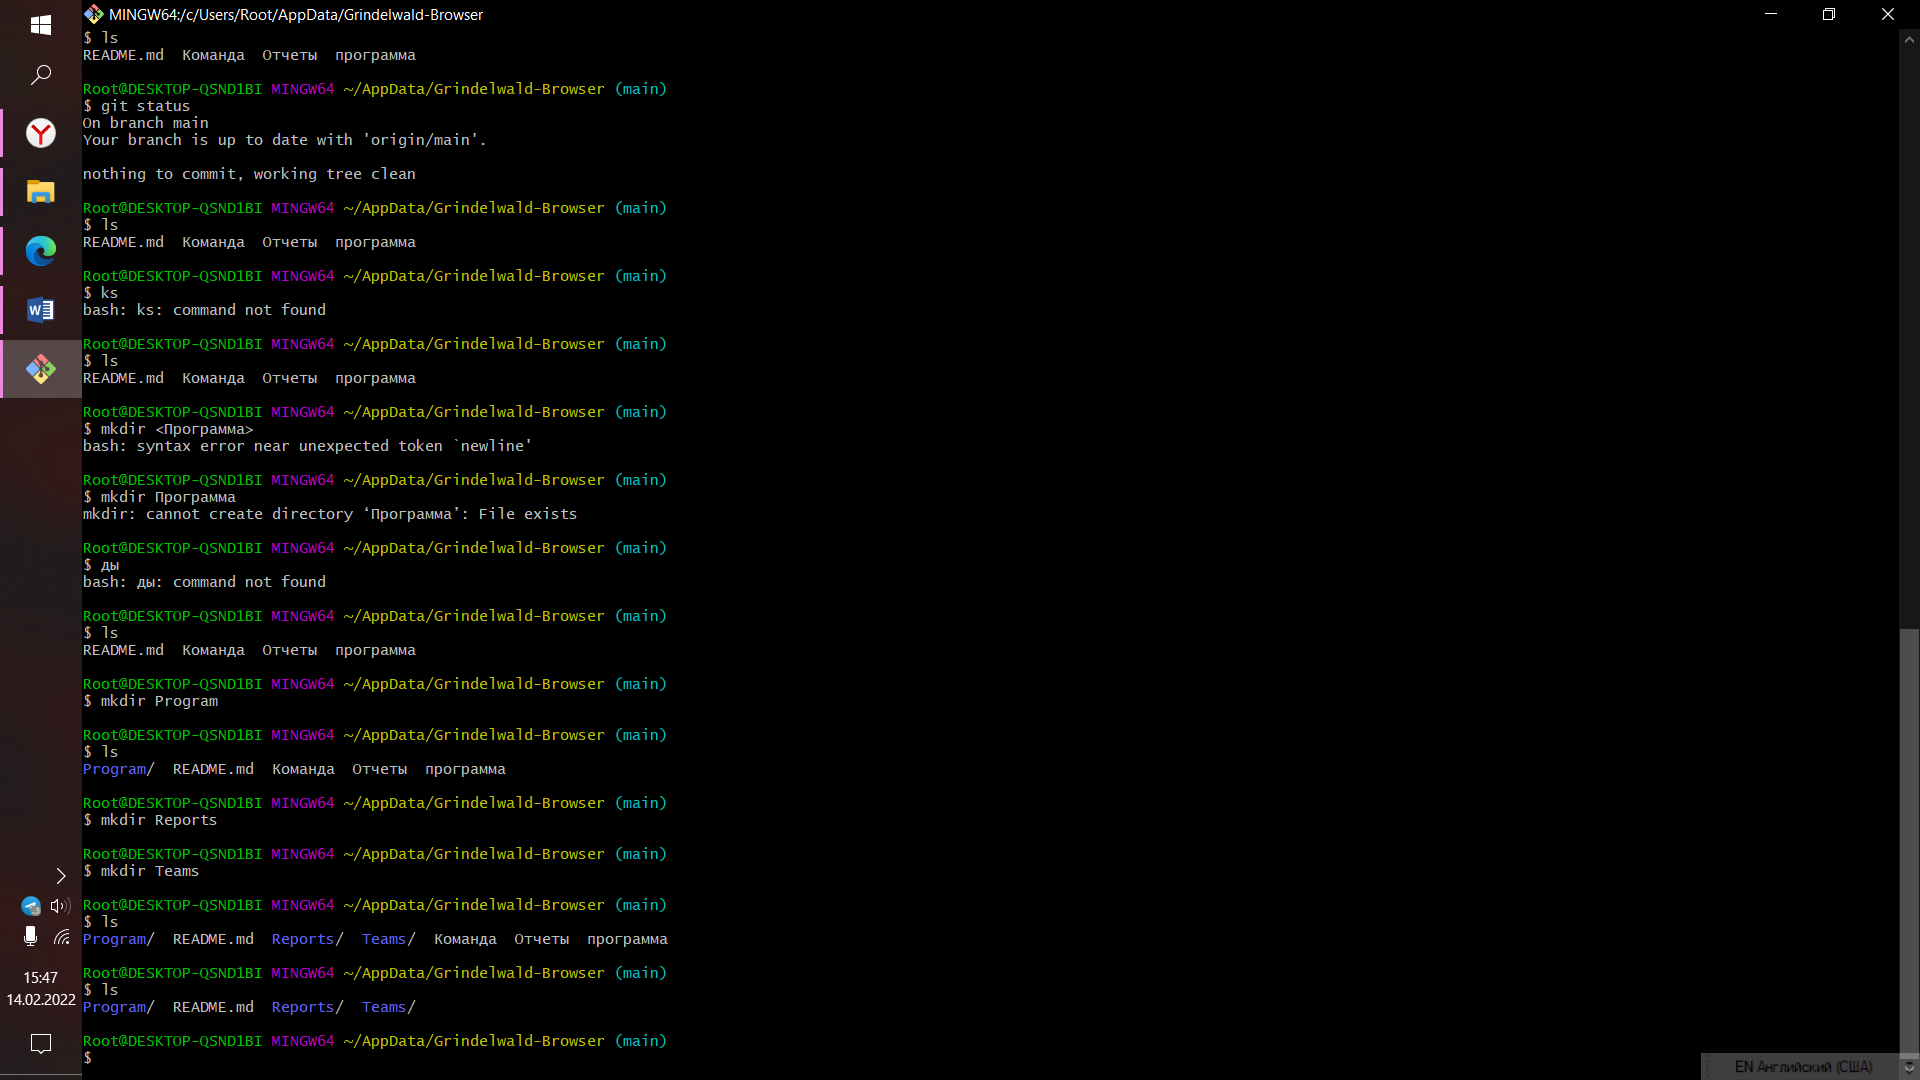 MINGW64:/c/Users/Root/AppData/Grindelwald-Browser
$ ls
README.md  Команда  Отчеты  программа
Root@DESKTOP-QSND1BI MINGW64 ~/AppData/Grindelwald-Browser (main)
$ git status
On branch main
Your branch is up to date with 'origin/main'.
nothing to commit, working tree clean
Root@DESKTOP-QSND1BI MINGW64 ~/AppData/Grindelwald-Browser (main)
$ ls
README.md  Команда  Отчеты  программа
Root@DESKTOP-QSND1BI MINGW64 ~/AppData/Grindelwald-Browser (main)
$ ks
bash: ks: command not found
Root@DESKTOP-QSND1BI MINGW64 ~/AppData/Grindelwald-Browser (main)
$ ls
README.md  Команда  Отчеты  программа
Root@DESKTOP-QSND1BI MINGW64 ~/AppData/Grindelwald-Browser (main)
$ mkdir <Программа>
bash: syntax error near unexpected token `newline'
Root@DESKTOP-QSND1BI MINGW64 ~/AppData/Grindelwald-Browser (main)
$ mkdir Программа
mkdir: cannot create directory ‘Программа’: File exists
Root@DESKTOP-QSND1BI MINGW64 ~/AppData/Grindelwald-Browser (main)
$ ды
bash: ды: command not found
Root@DESKTOP-QSND1BI MINGW64 ~/AppData/Grindelwald-Browser (main)
$ ls
README.md  Команда  Отчеты  программа
Root@DESKTOP-QSND1BI MINGW64 ~/AppData/Grindelwald-Browser (main)
$ mkdir Program
Root@DESKTOP-QSND1BI MINGW64 ~/AppData/Grindelwald-Browser (main)
$ ls
Program/  README.md  Команда  Отчеты  программа
Root@DESKTOP-QSND1BI MINGW64 ~/AppData/Grindelwald-Browser (main)
$ mkdir Reports
Root@DESKTOP-QSND1BI MINGW64 ~/AppData/Grindelwald-Browser (main)
$ mkdir Teams
Root@DESKTOP-QSND1BI MINGW64 ~/AppData/Grindelwald-Browser (main)
$ ls
Program/  README.md  Reports/  Teams/  Команда  Отчеты  программа
Root@DESKTOP-QSND1BI MINGW64 ~/AppData/Grindelwald-Browser (main)
$ ls
Program/  README.md  Reports/  Teams/
Root@DESKTOP-QSND1BI MINGW64 ~/AppData/Grindelwald-Browser (main)
$
15:47
14.02.2022
EN Английский (США)